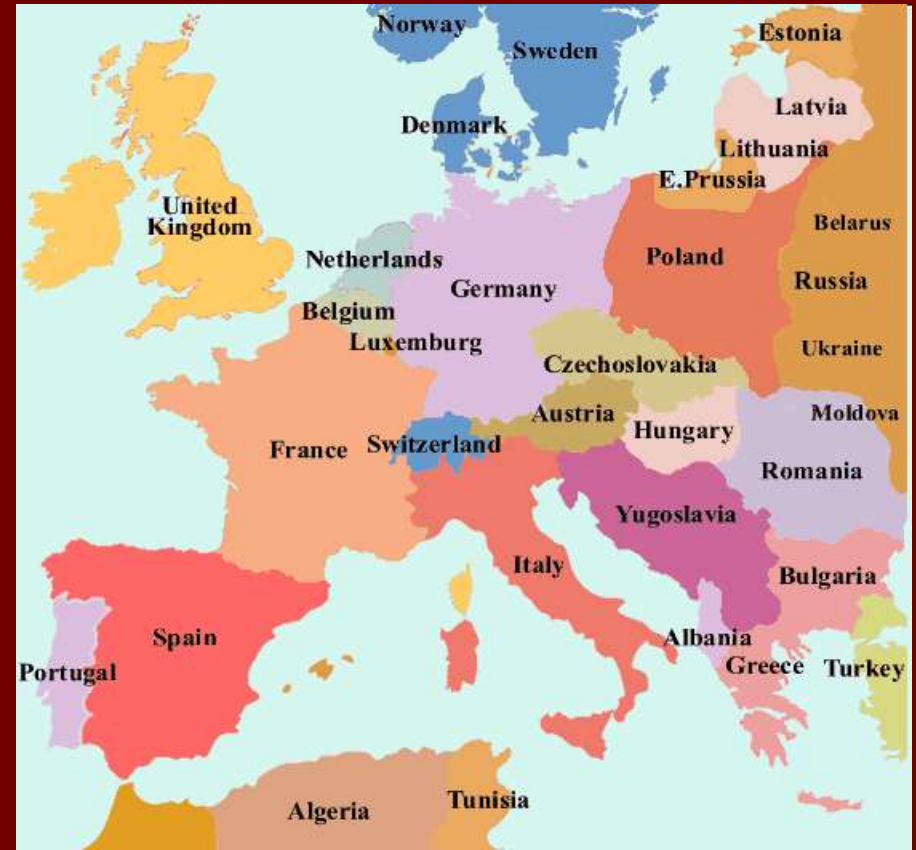 Norway
Sweden
Estonia
Latvia
Denmark
Lithuania
E.Prussia
United
Kingdom
Belarus
Netherlands
Poland
Germany
Russia
Belgium
Luxemburg
Ukraine
Czechoslovakia
Austria
Moldova
Hungary
France
Switzerland
Romania
Yugoslavia
Italy
Bulgaria
Spain
Albania
Greece
Turkey
Portugal
Tunisia
Algeria